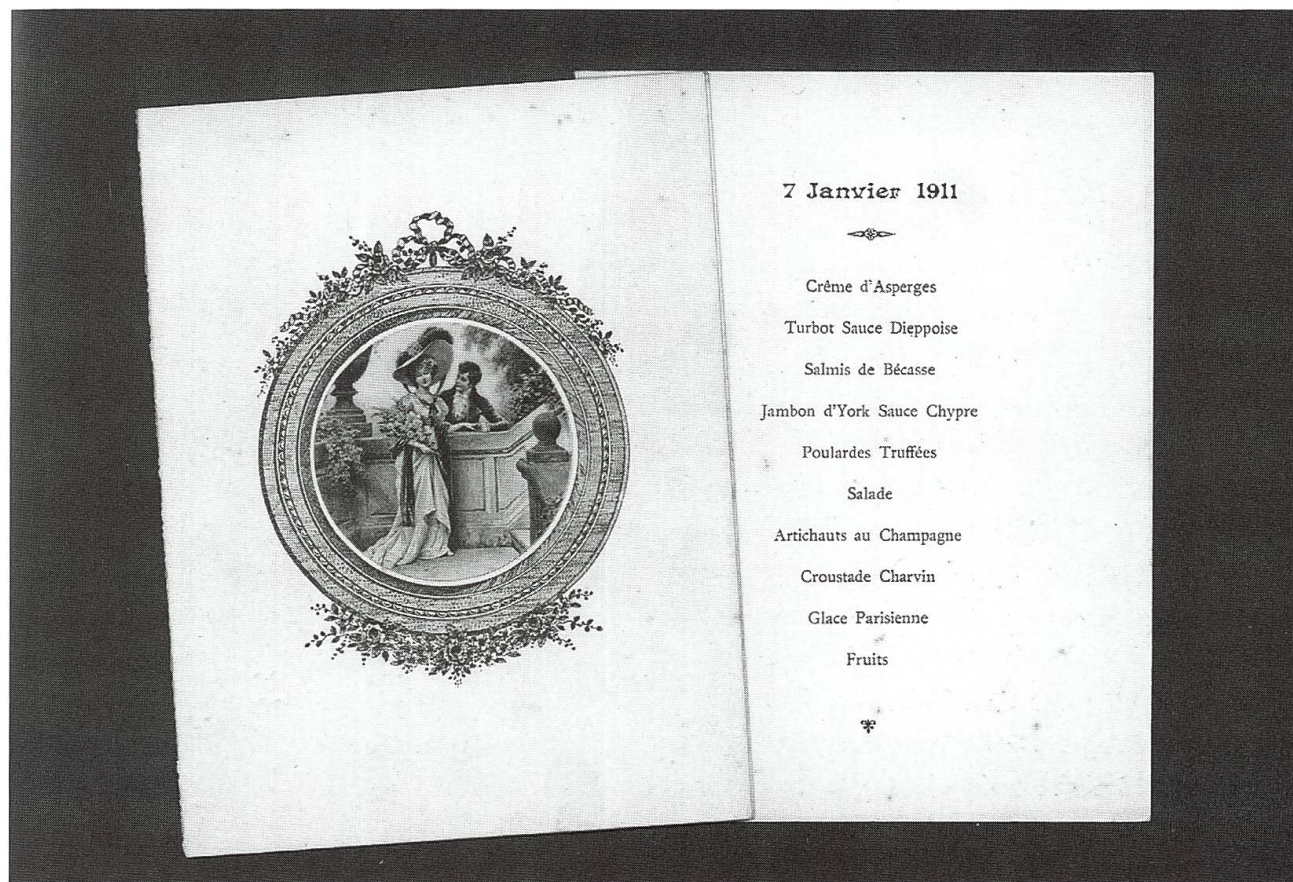 7 Janvier 1911
Crême d'Asperges
Turbot Sauce Dieppoise
Salmis de Bécasse
Jambon d'York Sauce Chypre
Poulardes Truffées
Salade
Artichauts au Champagne
Croustade Charvin
Glace Parisienne
Fruits